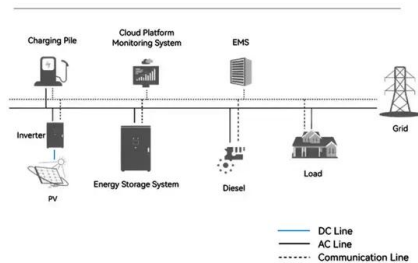 Charging Pile
Cloud Platform
Monitoring System
EMS
Grid
Inverter
PV
Energy Storage System
Diesel
Load
DC Line
AC Line
Communication Line